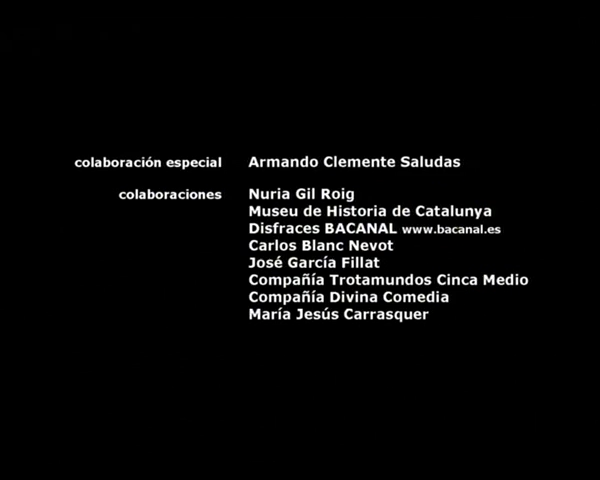 colaboración especial Armando Clemente Saludas
colaboraciones Nuria Gil Roig
Museu de Historia de Catalunya
Disfraces BACANAL www.bacanal.es
Carlos Blanc Nevot
José García Fillat
Compañía Trotamundos Cinca Medio
Compañía Divina Comedia
María Jesús Carrasquer